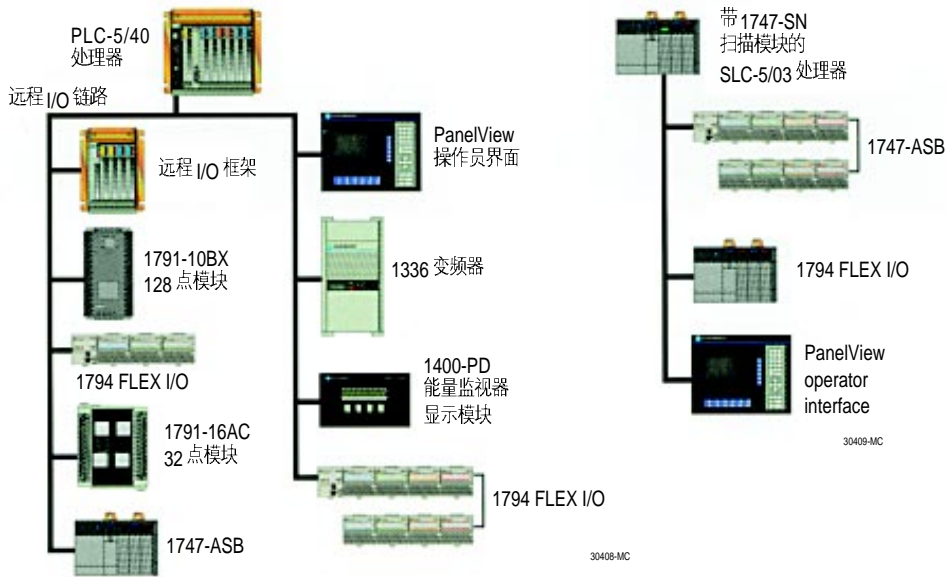 PLC-5/40
处理器
远程 I/O 链路
远程 I/O 框架
1791-10BX
128 点模块
1794 FLEX I/O
1791-16AC
32 点模块
1747-ASB
PanelView
操作员界面
1336 变频器
1400-PD
能量监视器
显示模块
1794 FLEX I/O
30408-MC
带 1747-SN
扫描模块的
SLC-5/03 处理器
1747-ASB
1794 FLEX I/O
PanelView
operator
interface
30409-MC